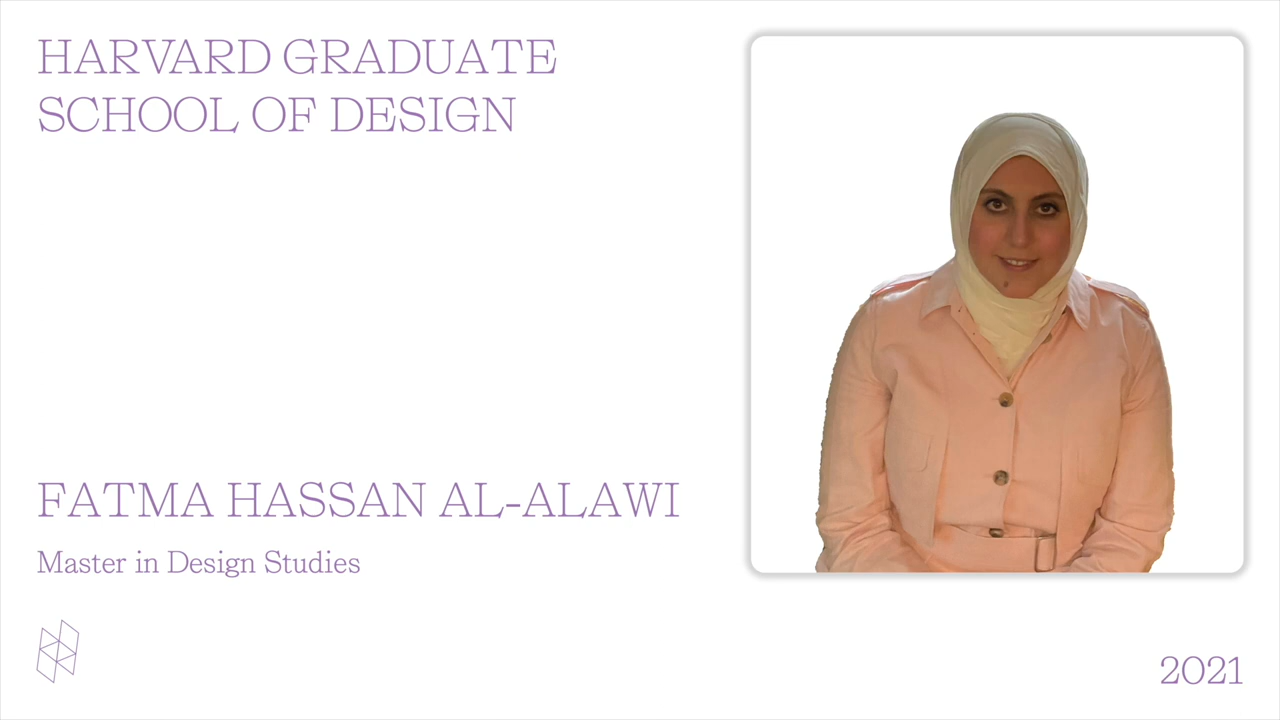 HARVARD GRADUATE
SCHOOL OF DESIGN
FATMA HASSAN AL-ALAWI
Master in Design Studies
2021